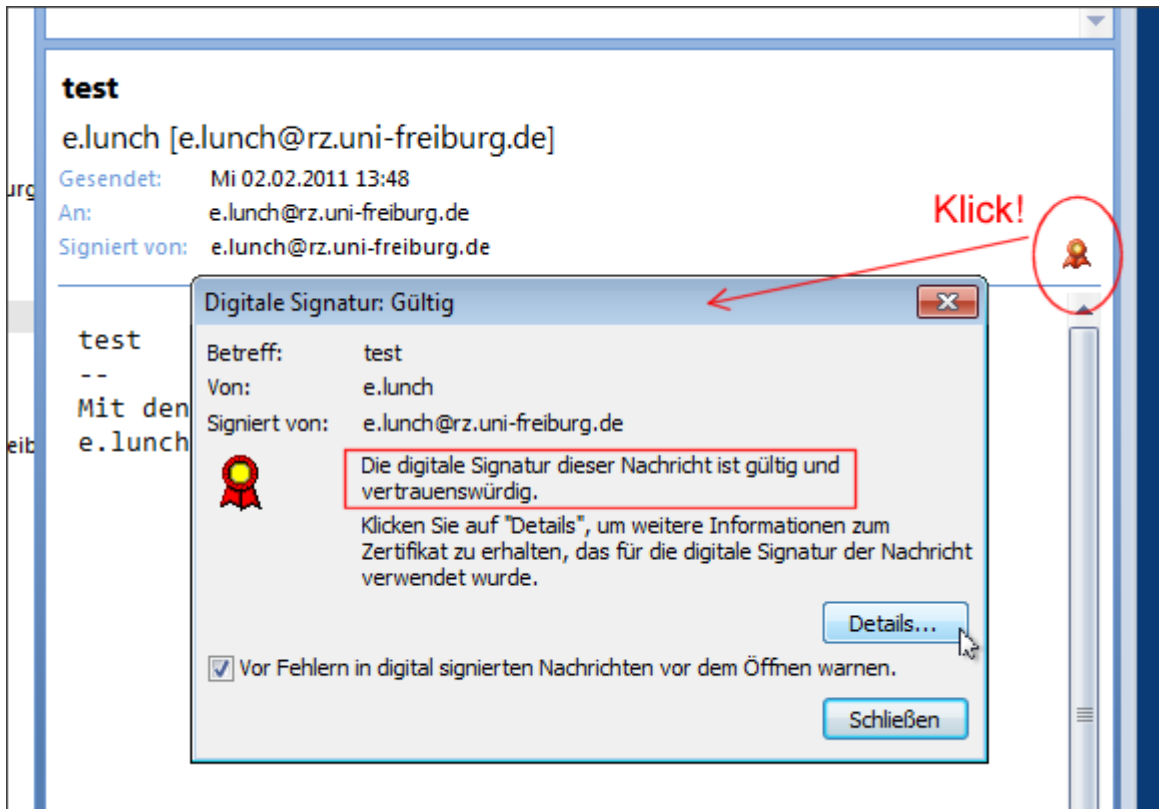 test
e.lunch [e.lunch@rz.uni-freiburg.de]
Gesendet: Mi 02.02.2011 13:48
urg
An: e.lunch@rz.uni-freiburg.de
Klick!
Signiert von: e.lunch@rz.uni-freiburg.de
Digitale Signatur: Gültig
test
--
Mit den
eib
e.lunch
Betreff: test
Von: e.lunch
Signiert von: e.lunch@rz.uni-freiburg.de
Die digitale Signatur dieser Nachricht ist gültig und
vertrauenswürdig.
Klicken Sie auf "Details", um weitere Informationen zum
Zertifikat zu erhalten, das für die digitale Signatur der Nachricht
verwendet wurde.
Details...
Vor Fehlern in digital signierten Nachrichten vor dem Öffnen warnen.
Schließen